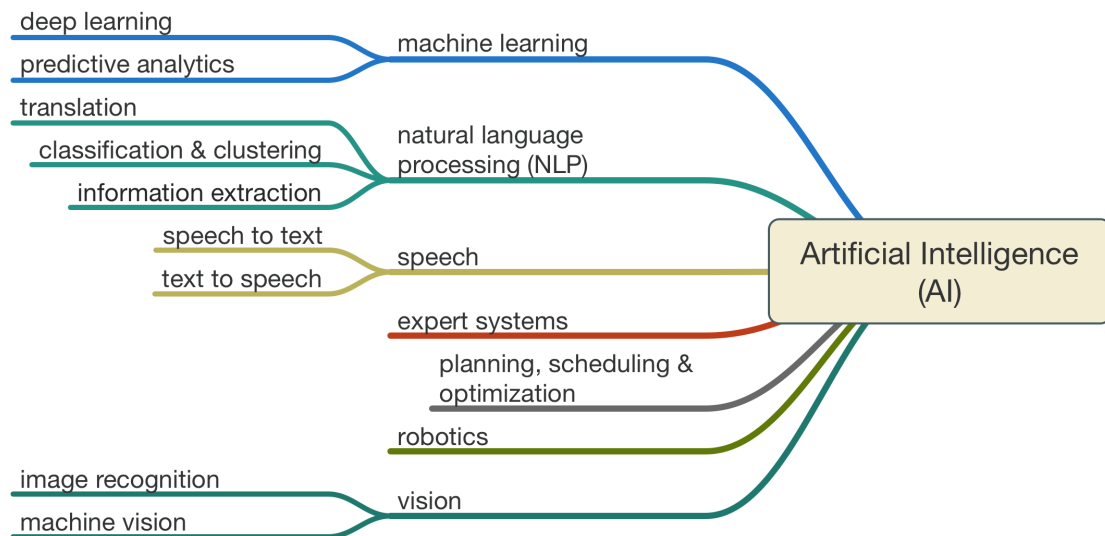 deep learning
predictive analytics
machine learning
translation
classification & clustering
information extraction
natural language
processing (NLP)
speech to text
text to speech
speech
expert systems
planning, scheduling &
optimization
robotics
image recognition
machine vision
vision
Artificial Intelligence
(AI)